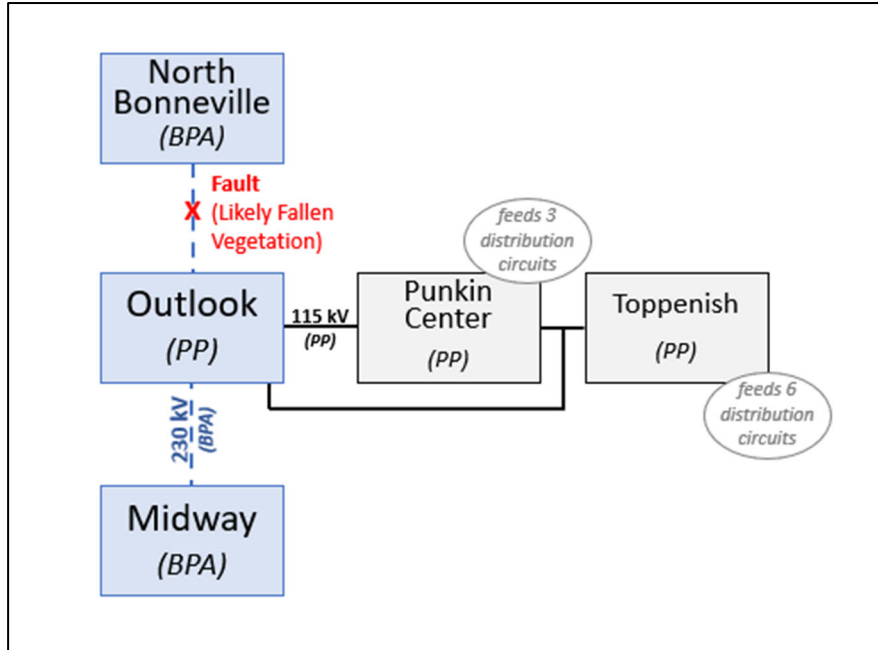 North
Bonneville
(BPA)
Fault
X
(Likely Fallen
Vegetation)
feeds 3
distribution
circuits
Outlook
(PP)
115 kV
(PP)
Punkin
Center
(PP)
Toppenish
(PP)
feeds 6
distribution
circuits
230 kV
(BPA)
Midway
(BPA)